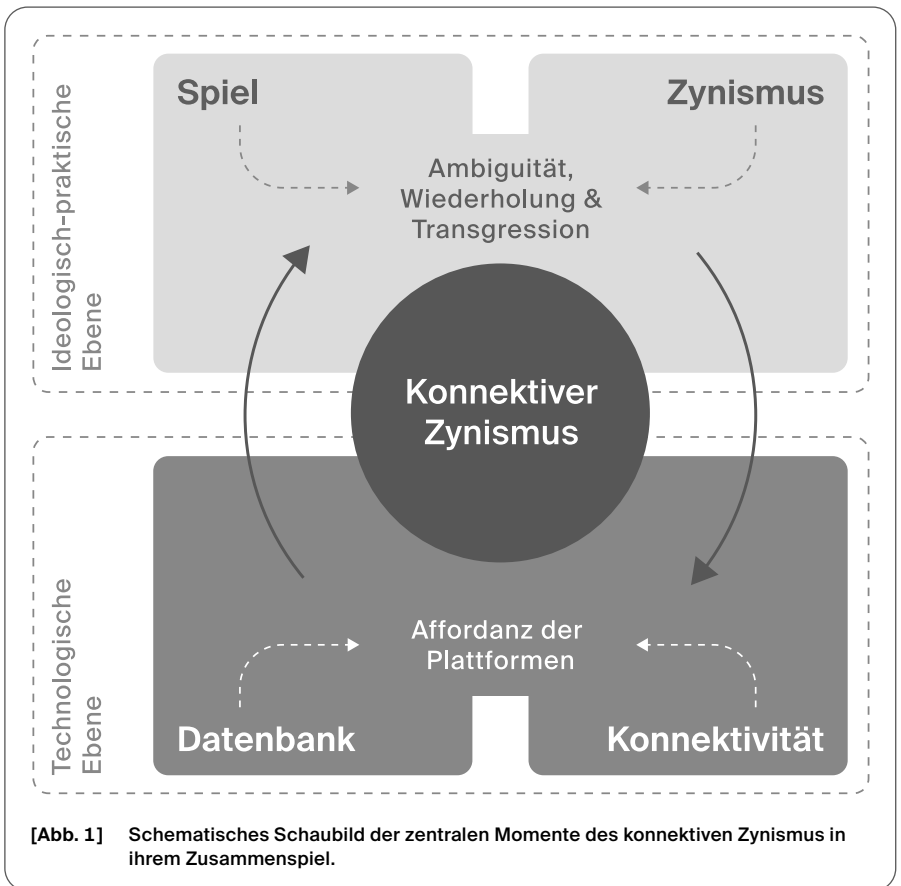 Ideologisch-praktische
Ebene
Spiel
Zynismus
Ambiguität,
Wiederholung &
Transgression
Konnektiver
Zynismus
Technologische
Ebene
Affordanz der
Plattformen
Datenbank
Konnektivität
[Abb. 1] Schematisches Schaubild der zentralen Momente des konnektiven Zynismus in
ihrem Zusammenspiel.